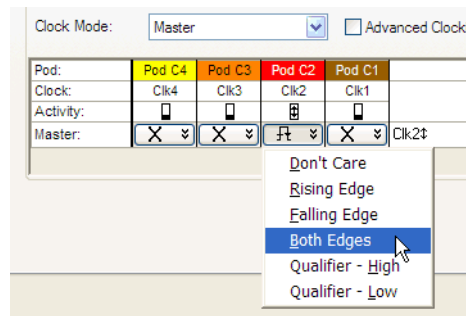 Clock Mode: Master Advanced Clock
Pod: Pod C4 Pod C3 Pod C2 Pod C1
Clock: Clk4 Clk3 Clk2 Clk1
Activity:
Master: X X X Clk2↕
Don't Care
Rising Edge
Falling Edge
Both Edges
Qualifier - High
Qualifier - Low